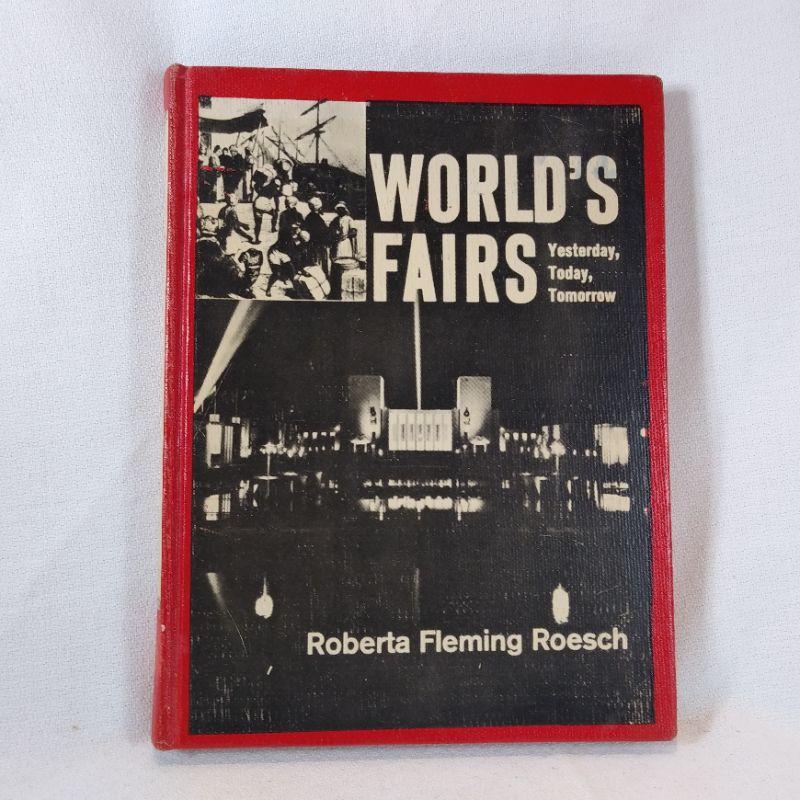 WORLD'S
FAIRS
Yesterday,
Today,
Tomorrow
Roberta Fleming Roesch